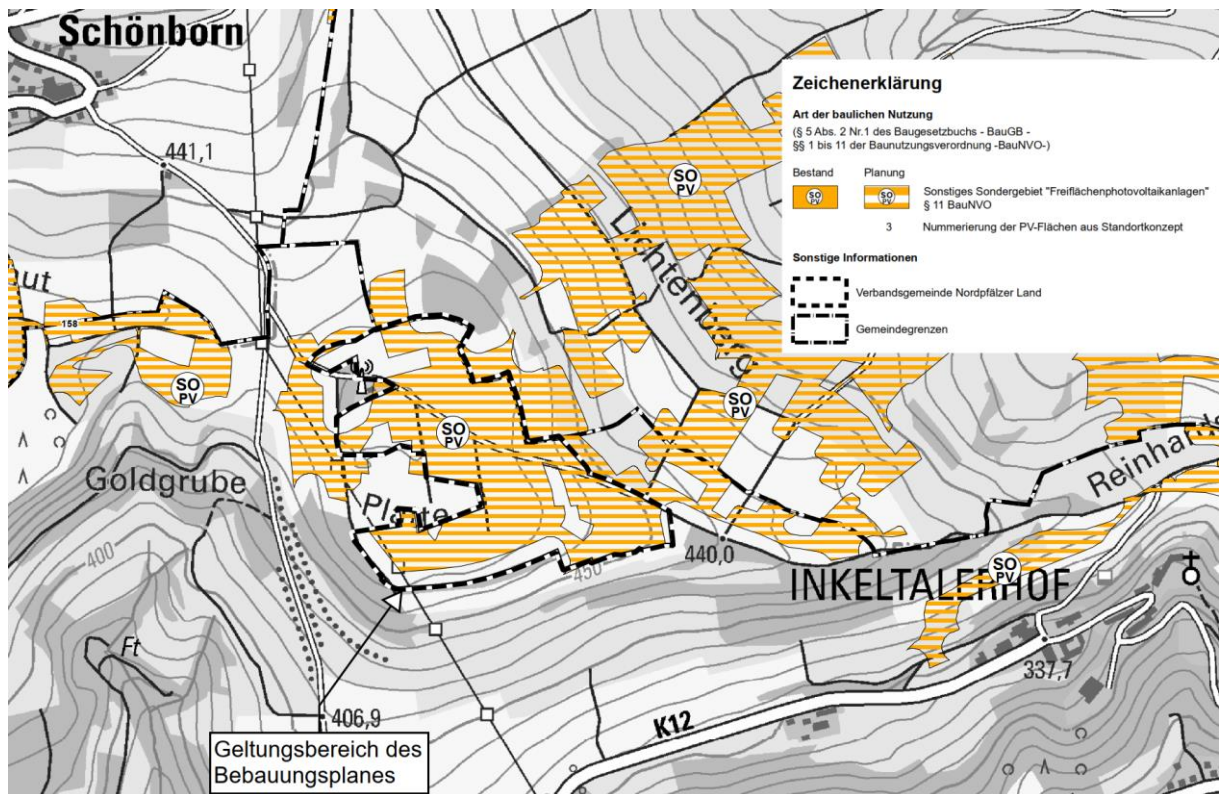 Schönborn
441,1
Zeichenerklärung
Art der baulichen Nutzung
(§ 5 Abs. 2 Nr.1 des Baugesetzbuchs - BauGB -
§§ 1 bis 11 der Baunutzungsverordnung -BauNVO-)
Bestand Planung
SO PV SO PV Sonstiges Sondergebiet "Freiflächenphotovoltaikanlagen"
§ 11 BauNVO
3 Nummerierung der PV-Flächen aus Standortkonzept
Sonstige Informationen
Verbandsgemeinde Nordpfälzer Land
Gemeindegrenzen
SO
PV
Lichtenberg
ut
158
SO
PV
SO
PV
SO
PV
Goldgrube
Platte
400
450
440,0
Reinhar
SO
PV
INKELTALERHOF
Ft
406,9
K12
337,7
Geltungsbereich des
Bebauungsplanes